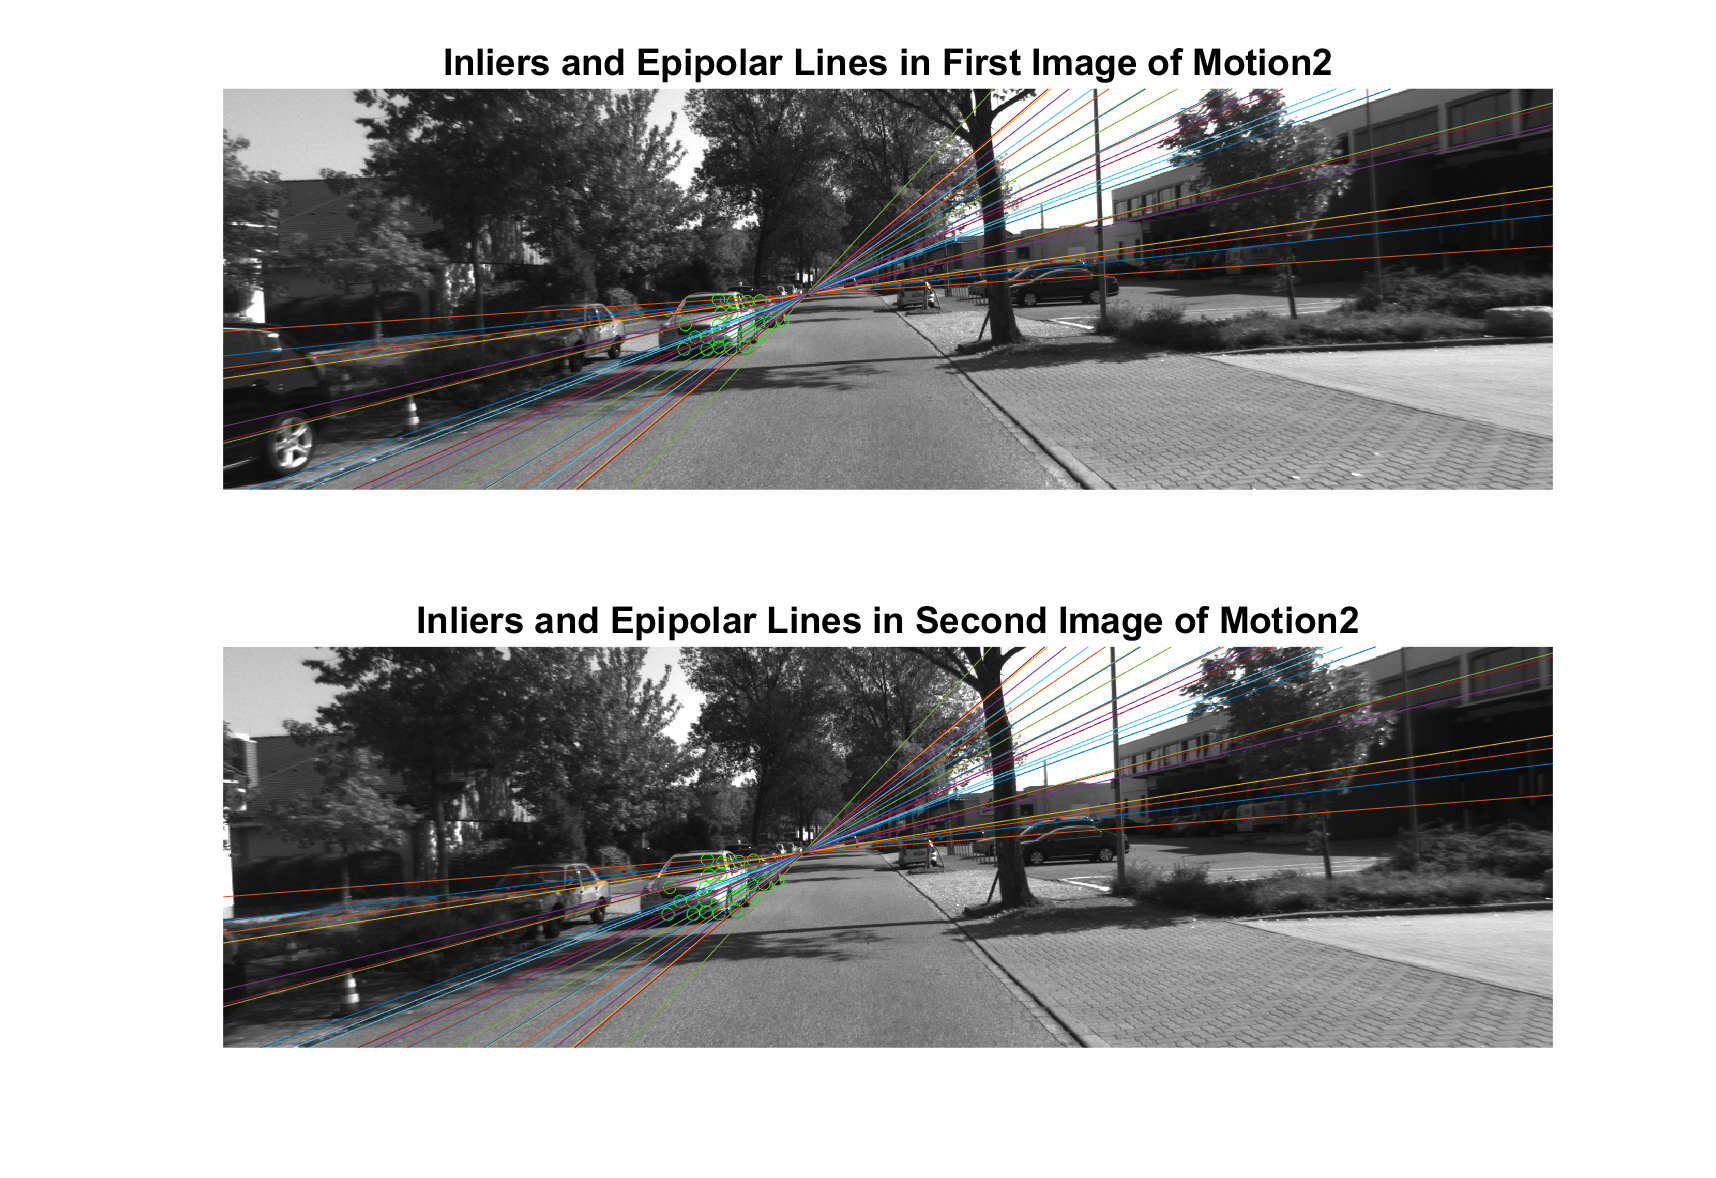 Inliers and Epipolar Lines in First Image of Motion2
Inliers and Epipolar Lines in Second Image of Motion2